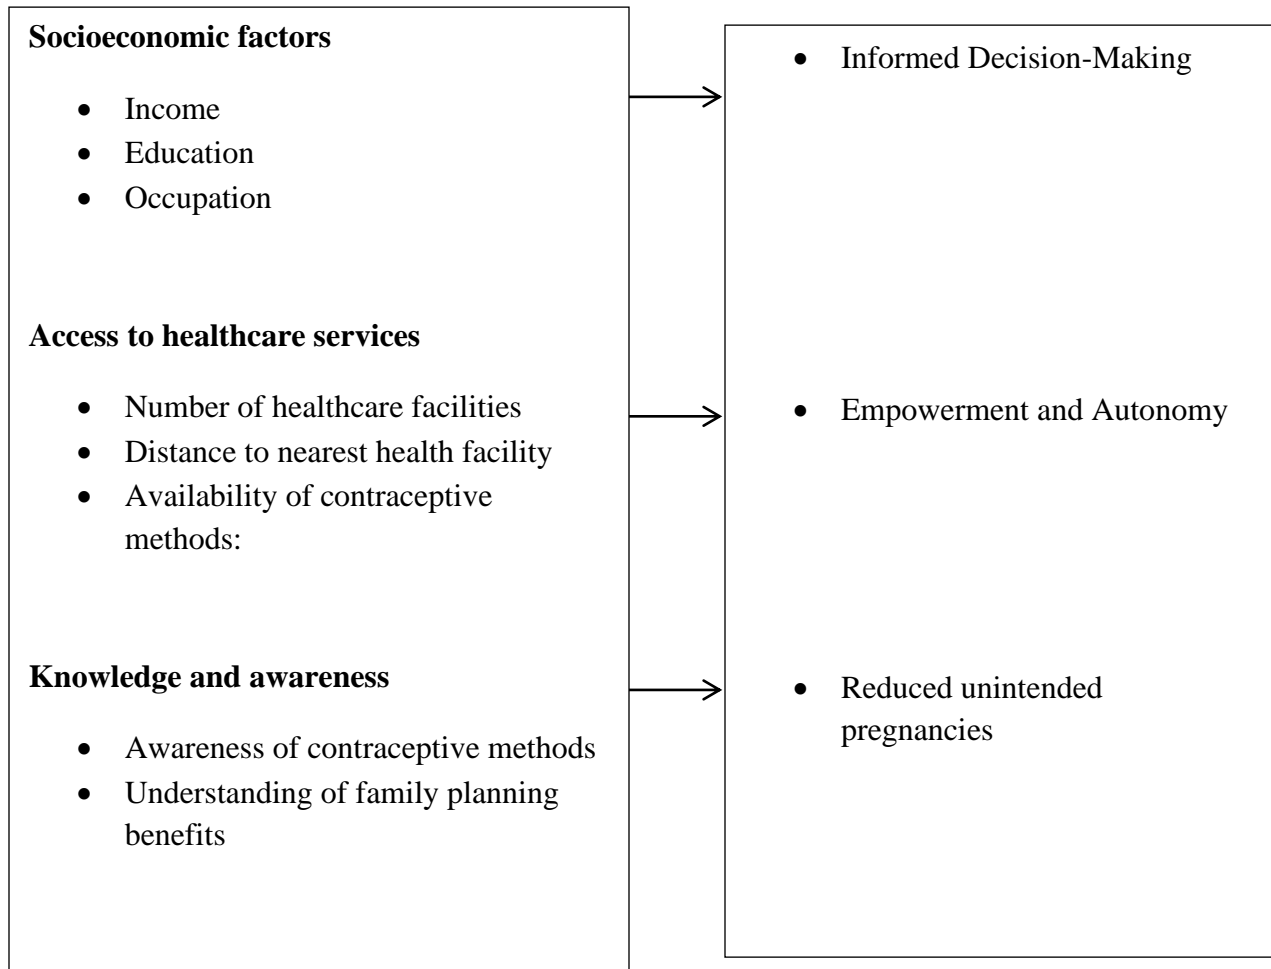 Socioeconomic factors
• Income
• Education
• Occupation
Access to healthcare services
• Number of healthcare facilities
• Distance to nearest health facility
• Availability of contraceptive
methods:
Knowledge and awareness
• Awareness of contraceptive methods
• Understanding of family planning
benefits
• Informed Decision-Making
• Empowerment and Autonomy
• Reduced unintended
pregnancies